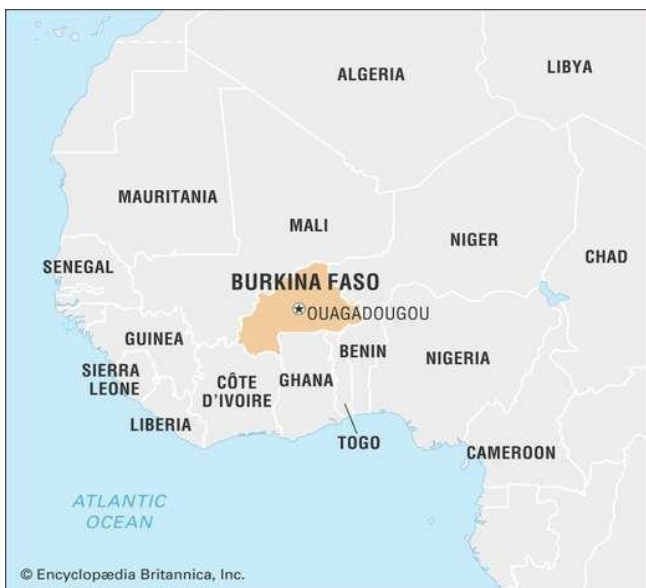 ALGERIA
LIBYA
MAURITANIA
MALI
NIGER
CHAD
SENEGAL
BURKINA FASO
OUAGADOUGOU
GUINEA
BENIN
NIGERIA
SIERRA
LEONE
CÔTE
D'IVOIRE
GHANA
LIBERIA
TOGO
CAMEROON
ATLANTIC
OCEAN
© Encyclopædia Britannica, Inc.